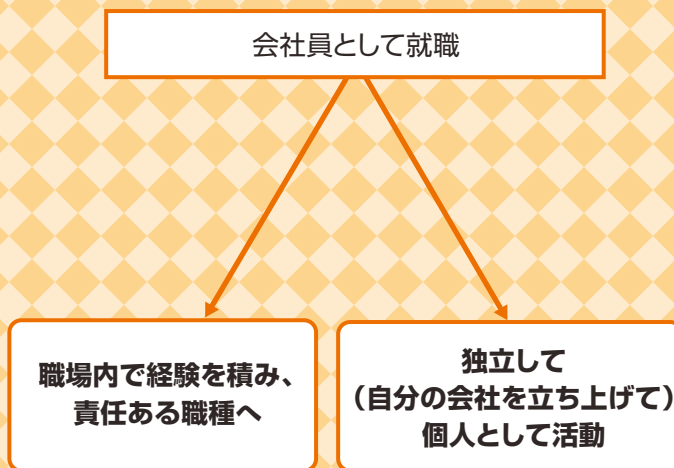 会社員として就職
職場内で経験を積み、
責任ある職種へ
独立して
（自分の会社を立ち上げて）
個人として活動